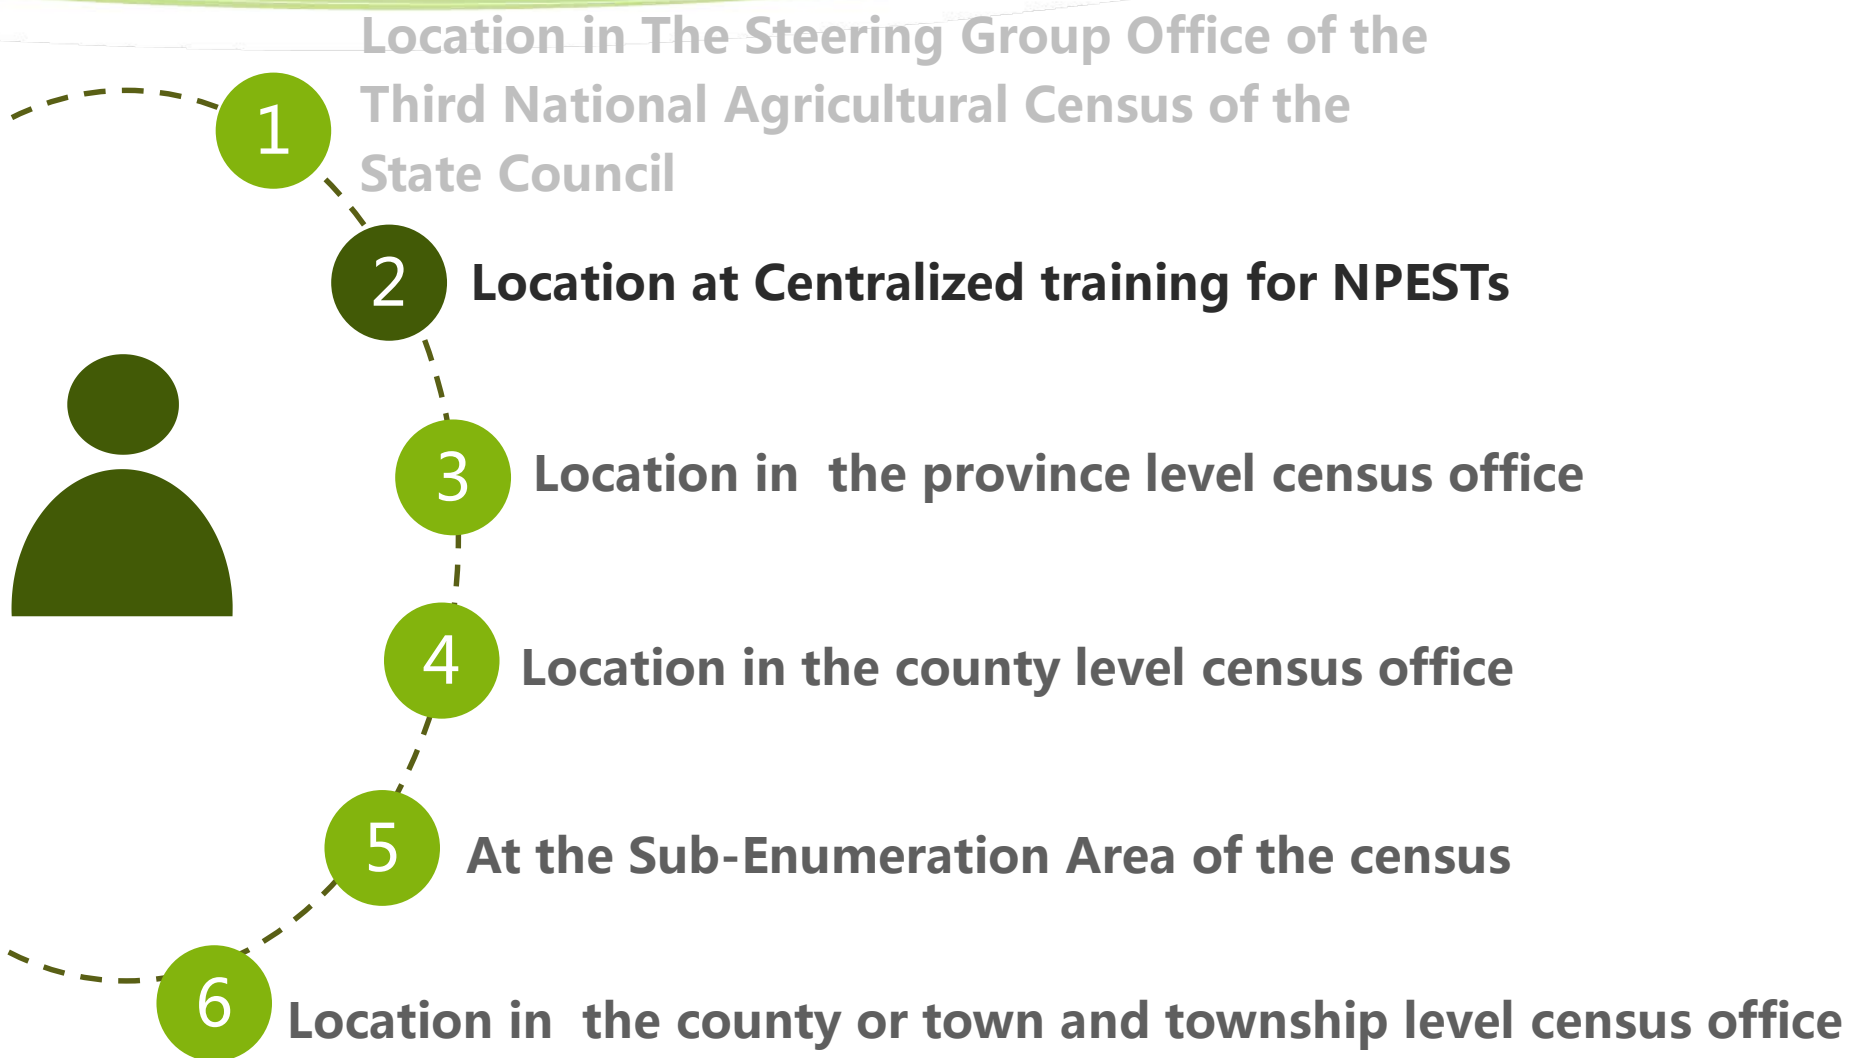 1
Location in The Steering Group Office of the
Third National Agricultural Census of the
State Council
2
Location at Centralized training for NPESTs
3
Location in  the province level census office
4
Location in the county level census office
5
At the Sub-Enumeration Area of the census
6
Location in  the county or town and township level census office